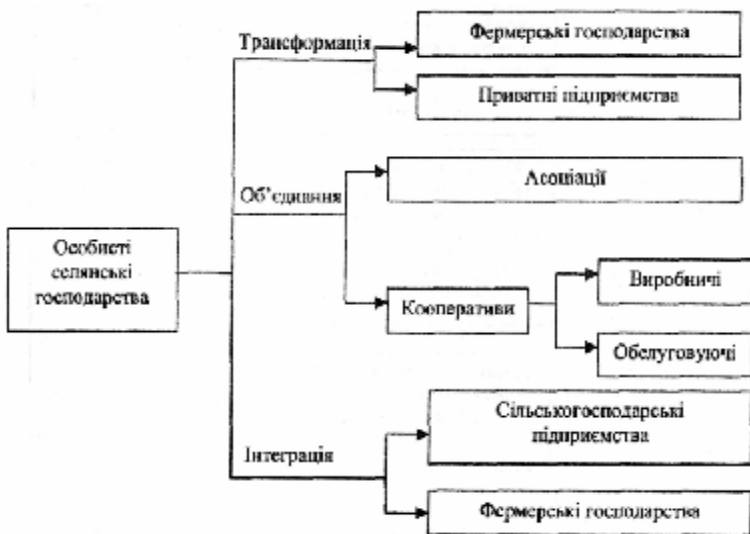 Трансформація
Фермерські господарства
Приватні підприємства
Об’єднання
Асоціації
Особисті
селянські
господарства
Кооперативи
Виробничі
Обслуговуючі
Інтеграція
Сільськогосподарські
підприємства
Фермерські господарства